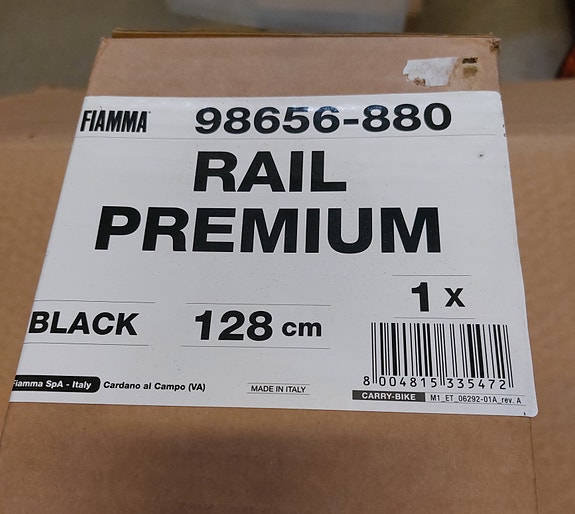 FIAMMA 98656-880
RAIL
PREMIUM
BLACK 128 cm 1 x
8 004815 335472
Fiamma SpA - Italy Cardano al Campo (VA) MADE IN ITALY CARRY-BIKE M1_ET_06292-01A_rev. A